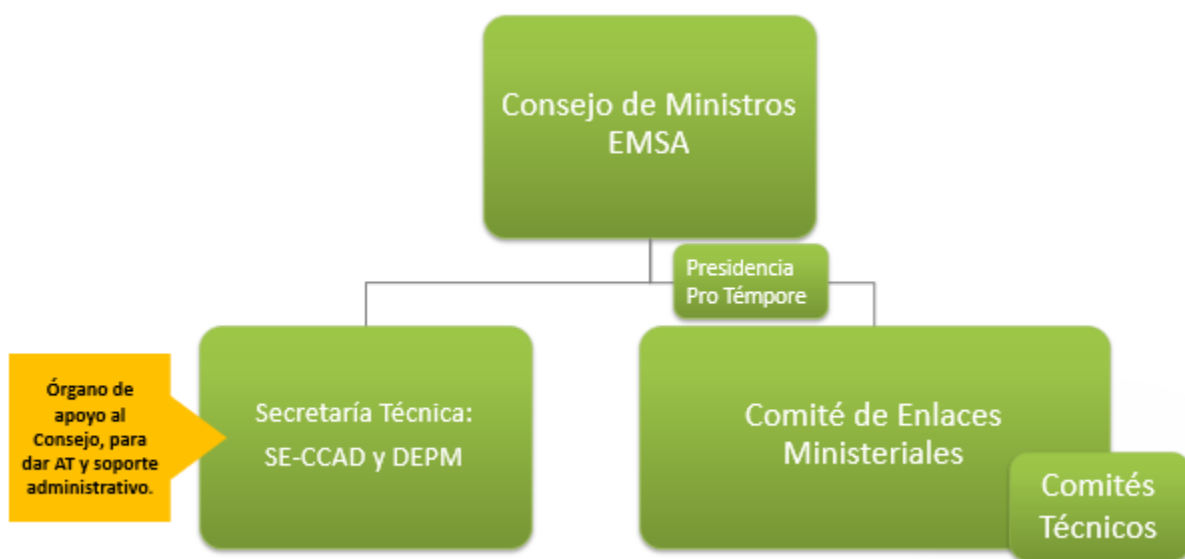 Consejo de Ministros
EMSA
Presidencia
Pro Témpore
Órgano de
apoyo al
Consejo, para
dar AT y soporte
administrativo.
Secretaría Técnica:
SE-CCAD y DEPM
Comité de Enlaces
Ministeriales
Comités
Técnicos